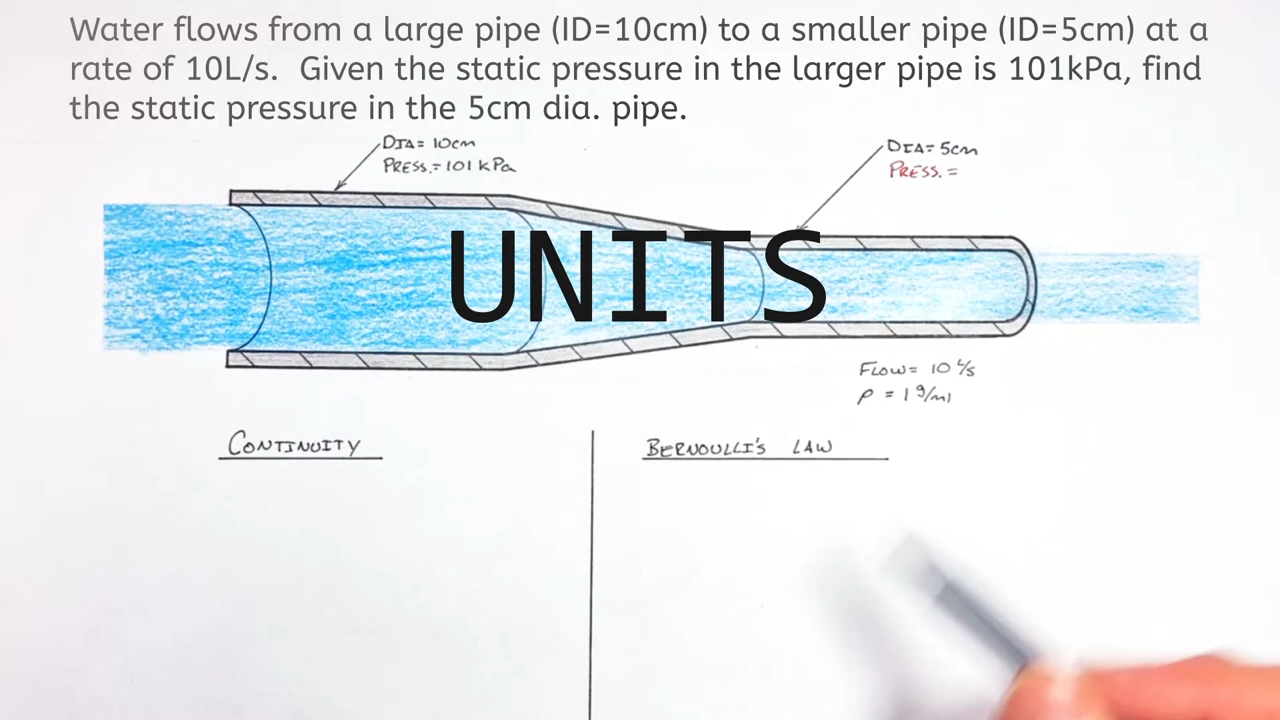 Water flows from a large pipe (ID=10cm) to a smaller pipe (ID=5cm) at a
rate of 10L/s. Given the static pressure in the larger pipe is 101kPa, find
the static pressure in the 5cm dia. pipe.
DIA= 10cm
PRESS.= 101 kPa
DIA= 5cm
PRESS. =
UNITS
FLOW= 10 L/s
ρ = 1 g/ml
CONTINUITY
BERNOULLI'S LAW